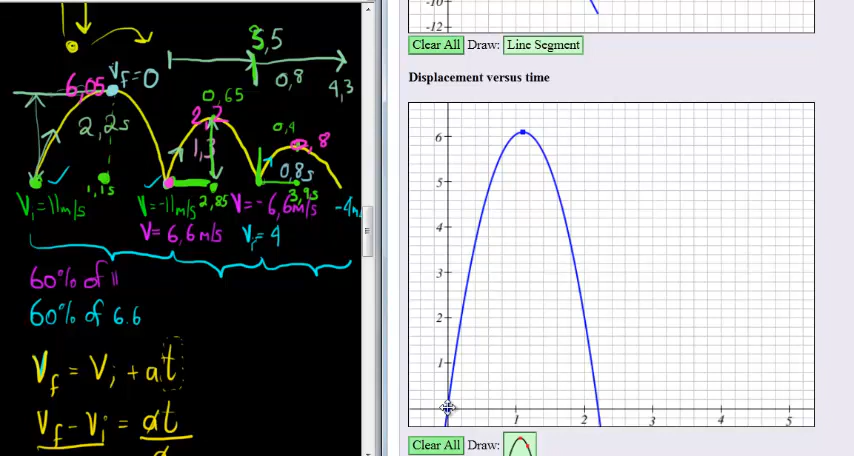 3,5
6,05
Vf=0
0,8
4,3
0,65
2,2
2,2s
0,4
0,8
1,3
0,8s
1,1s
2,85
3,9s
Vi=11m/s
V=-11m/s
V=-6,6m/s
-4m
V=6,6m/s
Vf=4
60% of 11
60% of 6.6
Vf = Vi + at
Vf - Vi = at
a
-10
-12
Clear All Draw: Line Segment
Displacement versus time
6
5
4
3
2
1
1 2 3 4 5
Clear All Draw: